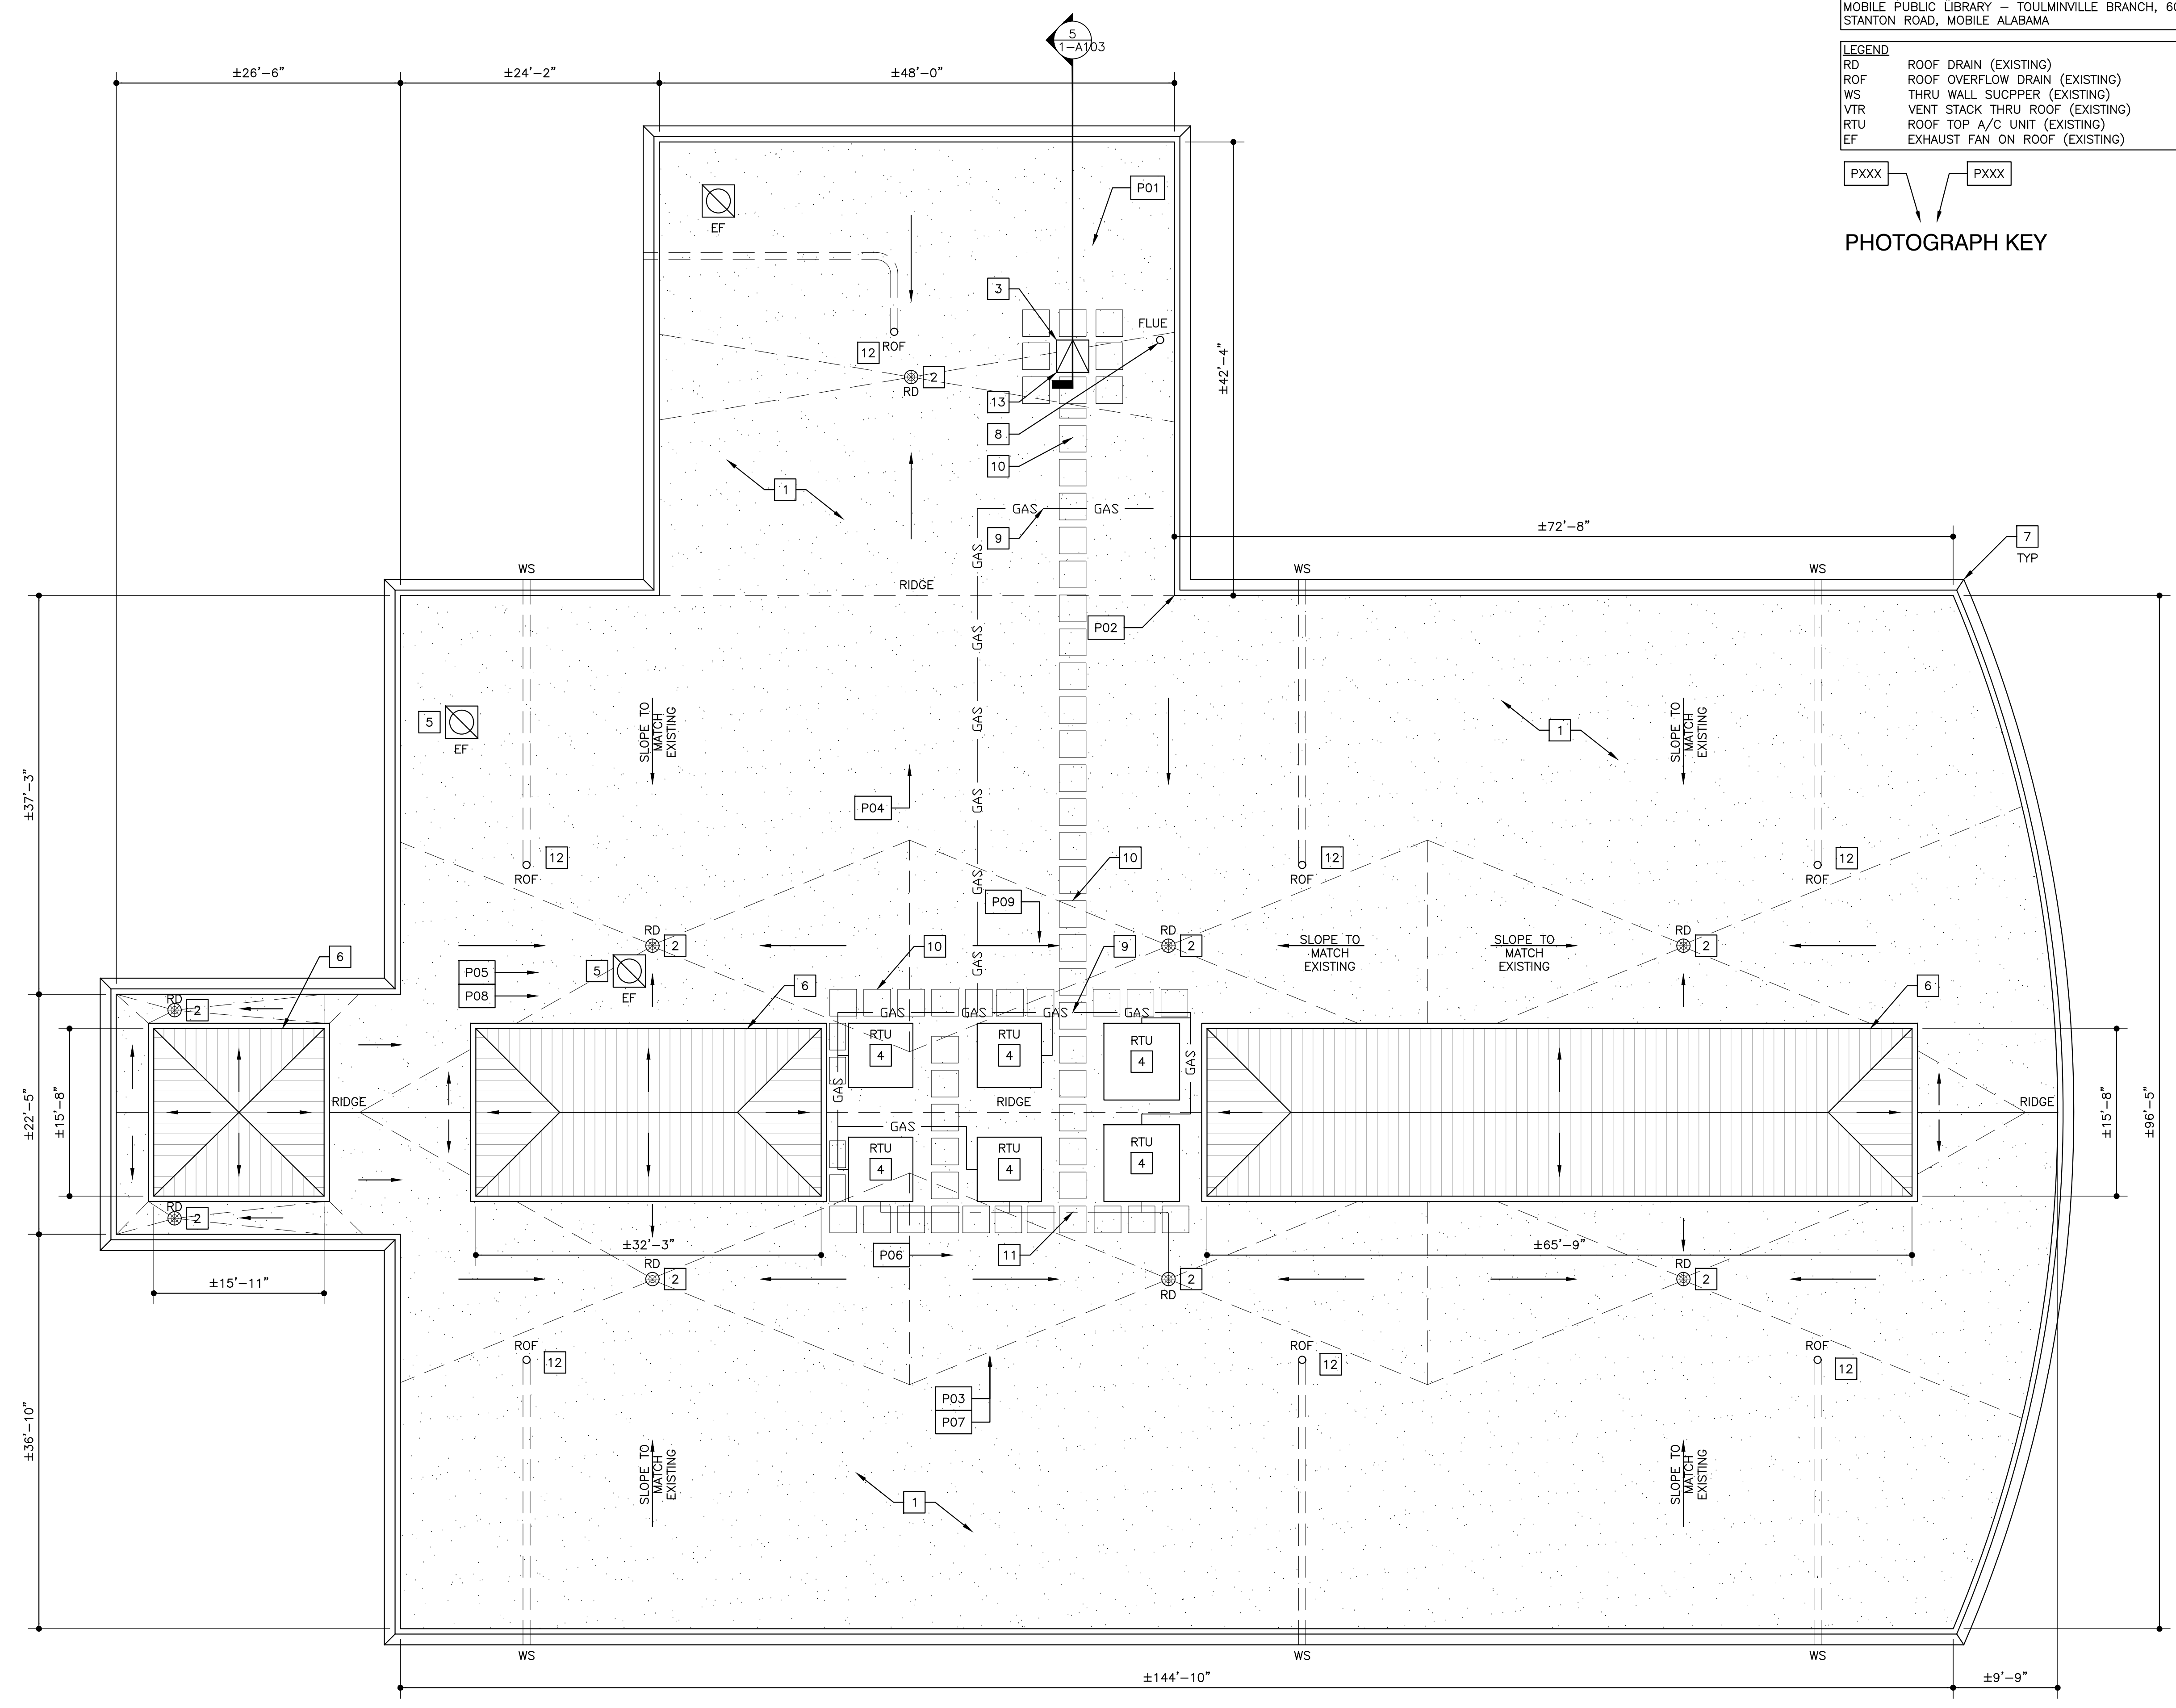 MOBILE PUBLIC LIBRARY – TOULMINVILLE BRANCH,
STANTON ROAD, MOBILE ALABAMA
LEGEND
RD ROOF DRAIN (EXISTING)
ROF ROOF OVERFLOW DRAIN (EXISTING)
WS THRU WALL SUCPPER (EXISTING)
VTR VENT STACK THRU ROOF (EXISTING)
RTU ROOF TOP A/C UNIT (EXISTING)
EF EXHAUST FAN ON ROOF (EXISTING)
PXXX PXXX
PHOTOGRAPH KEY
5
1–A103
±26'–6"
±24'–2"
±48'–0"
P01
EF
3
FLUE
ROF
12
RD
2
13
8
10
±42'–4"
1
GAS
GAS
9
GAS
±72'–8"
7
TYP
WS
WS
WS
RIDGE
P02
GAS
5
EF
SLOPE TO
MATCH
EXISTING
GAS
1
SLOPE TO
MATCH
EXISTING
±37'–3"
P04
GAS
12
ROF
10
12
ROF
12
ROF
GAS
P09
RD
2
10
RD
2
9
SLOPE TO
MATCH
EXISTING
SLOPE TO
MATCH
EXISTING
RD
2
6
P05
P08
5
EF
GAS
6
6
RD
2
GAS
GAS
GAS
GAS
RTU
4
RTU
4
RTU
4
GAS
GAS
RIDGE
RIDGE
RIDGE
GAS
RTU
4
RTU
4
RTU
4
±22'–5"
±15'–8"
±15'–8"
±96'–5"
RD
2
±32'–3"
P06
11
±65'–9"
±15'–11"
RD
2
RD
2
RD
2
ROF
12
ROF
12
ROF
12
P03
P07
±36'–10"
SLOPE TO
MATCH
EXISTING
1
SLOPE TO
MATCH
EXISTING
WS
WS
WS
±144'–10"
±9'–9"